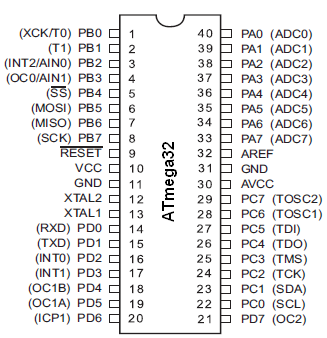 (XCK/T0) PB0 1 40 PA0 (ADC0)
(T1) PB1 2 39 PA1 (ADC1)
(INT2/AIN0) PB2 3 38 PA2 (ADC2)
(OC0/AIN1) PB3 4 37 PA3 (ADC3)
(SS) PB4 5 36 PA4 (ADC4)
(MOSI) PB5 6 35 PA5 (ADC5)
(MISO) PB6 7 34 PA6 (ADC6)
(SCK) PB7 8 33 PA7 (ADC7)
RESET 9 32 AREF
VCC 10 31 GND
GND 11 30 AVCC
XTAL2 12 29 PC7 (TOSC2)
XTAL1 13 28 PC6 (TOSC1)
(RXD) PD0 14 27 PC5 (TDI)
(TXD) PD1 15 26 PC4 (TDO)
(INT0) PD2 16 25 PC3 (TMS)
(INT1) PD3 17 24 PC2 (TCK)
(OC1B) PD4 18 23 PC1 (SDA)
(OC1A) PD5 19 22 PC0 (SCL)
(ICP1) PD6 20 21 PD7 (OC2)
ATmega32